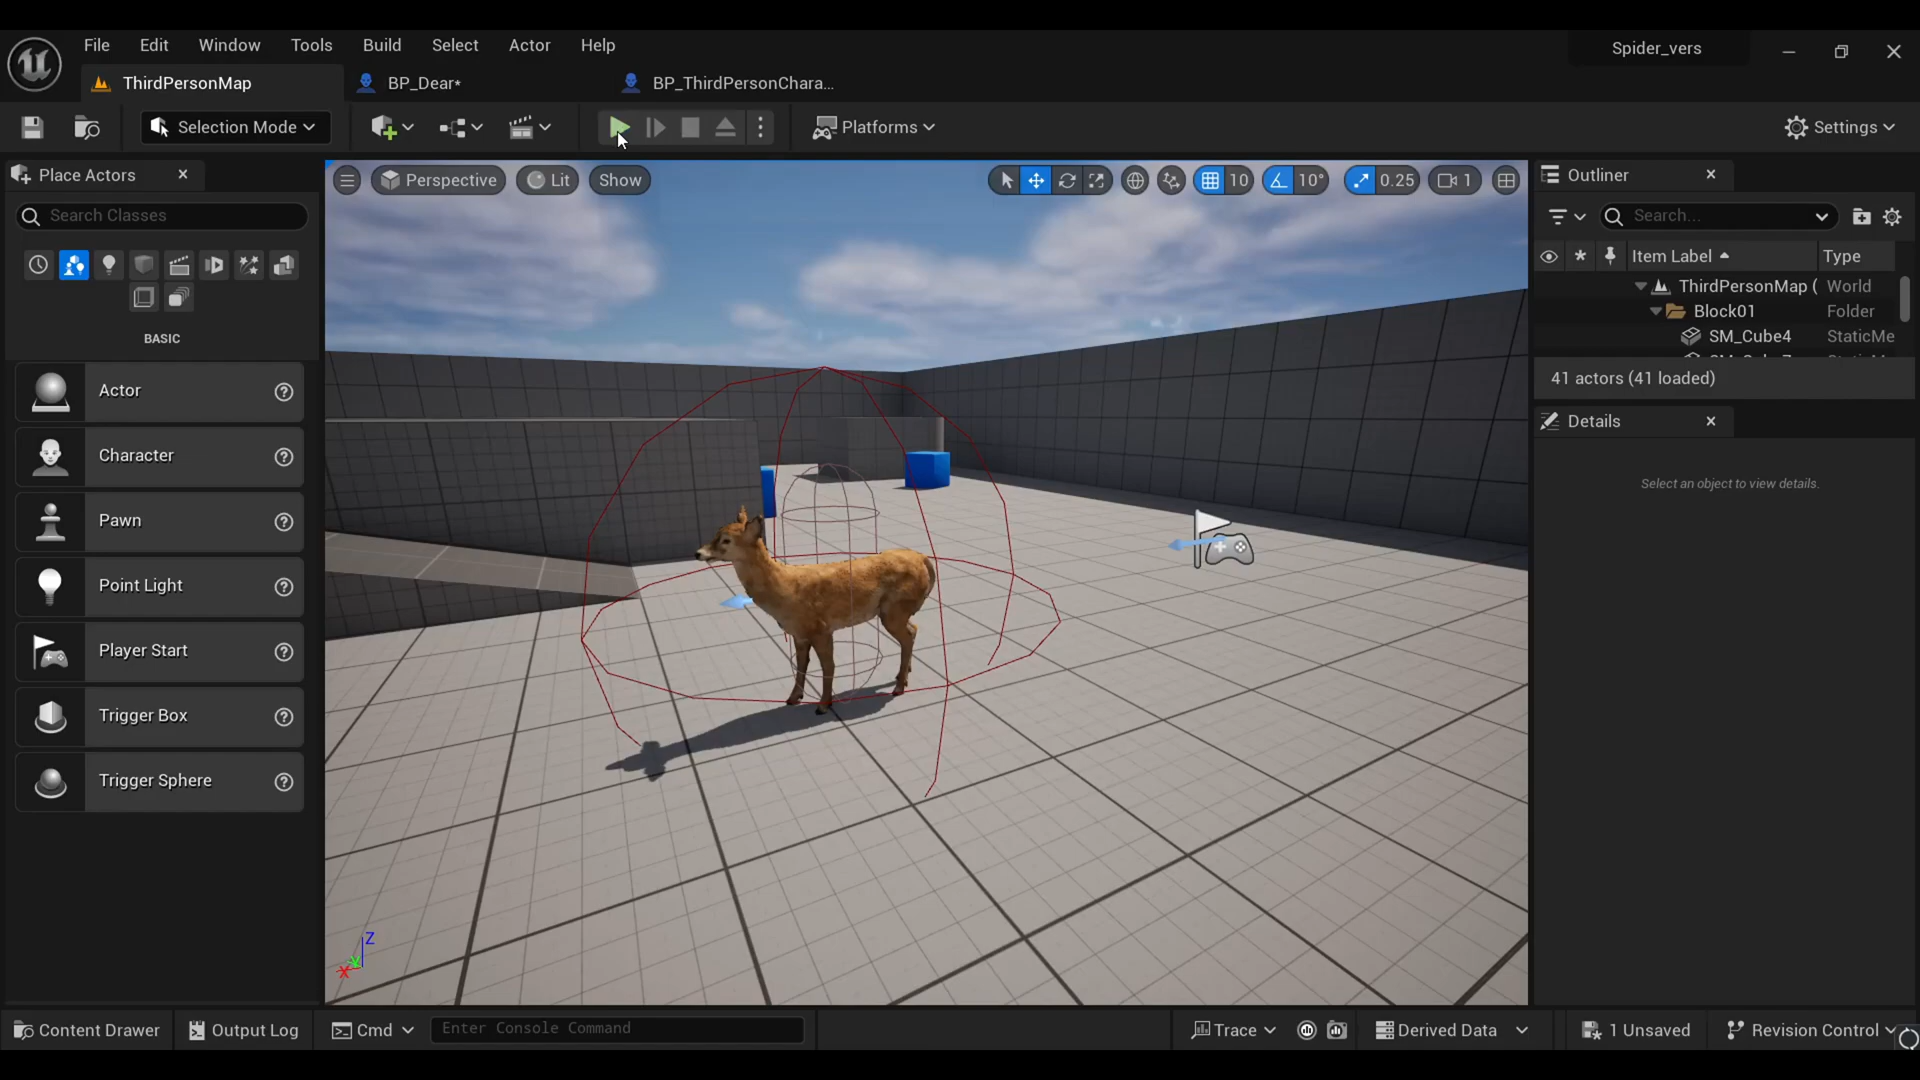 File Edit Window Tools Build Select Actor Help
Spider_vers
ThirdPersonMap
BP_Dear*
BP_ThirdPersonChara...
Selection Mode
Platforms
Settings
Place Actors
Search Classes
BASIC
Actor
Character
Pawn
Point Light
Player Start
Trigger Box
Trigger Sphere
Perspective
Lit
Show
10
10°
0.25
1
Z
X
Y
Outliner
Search...
Item Label
Type
ThirdPersonMap (
World
Block01
Folder
SM_Cube4
StaticMe
41 actors (41 loaded)
Details
Select an object to view details.
Content Drawer
Output Log
Cmd
Enter Console Command
Trace
Derived Data
1 Unsaved
Revision Control